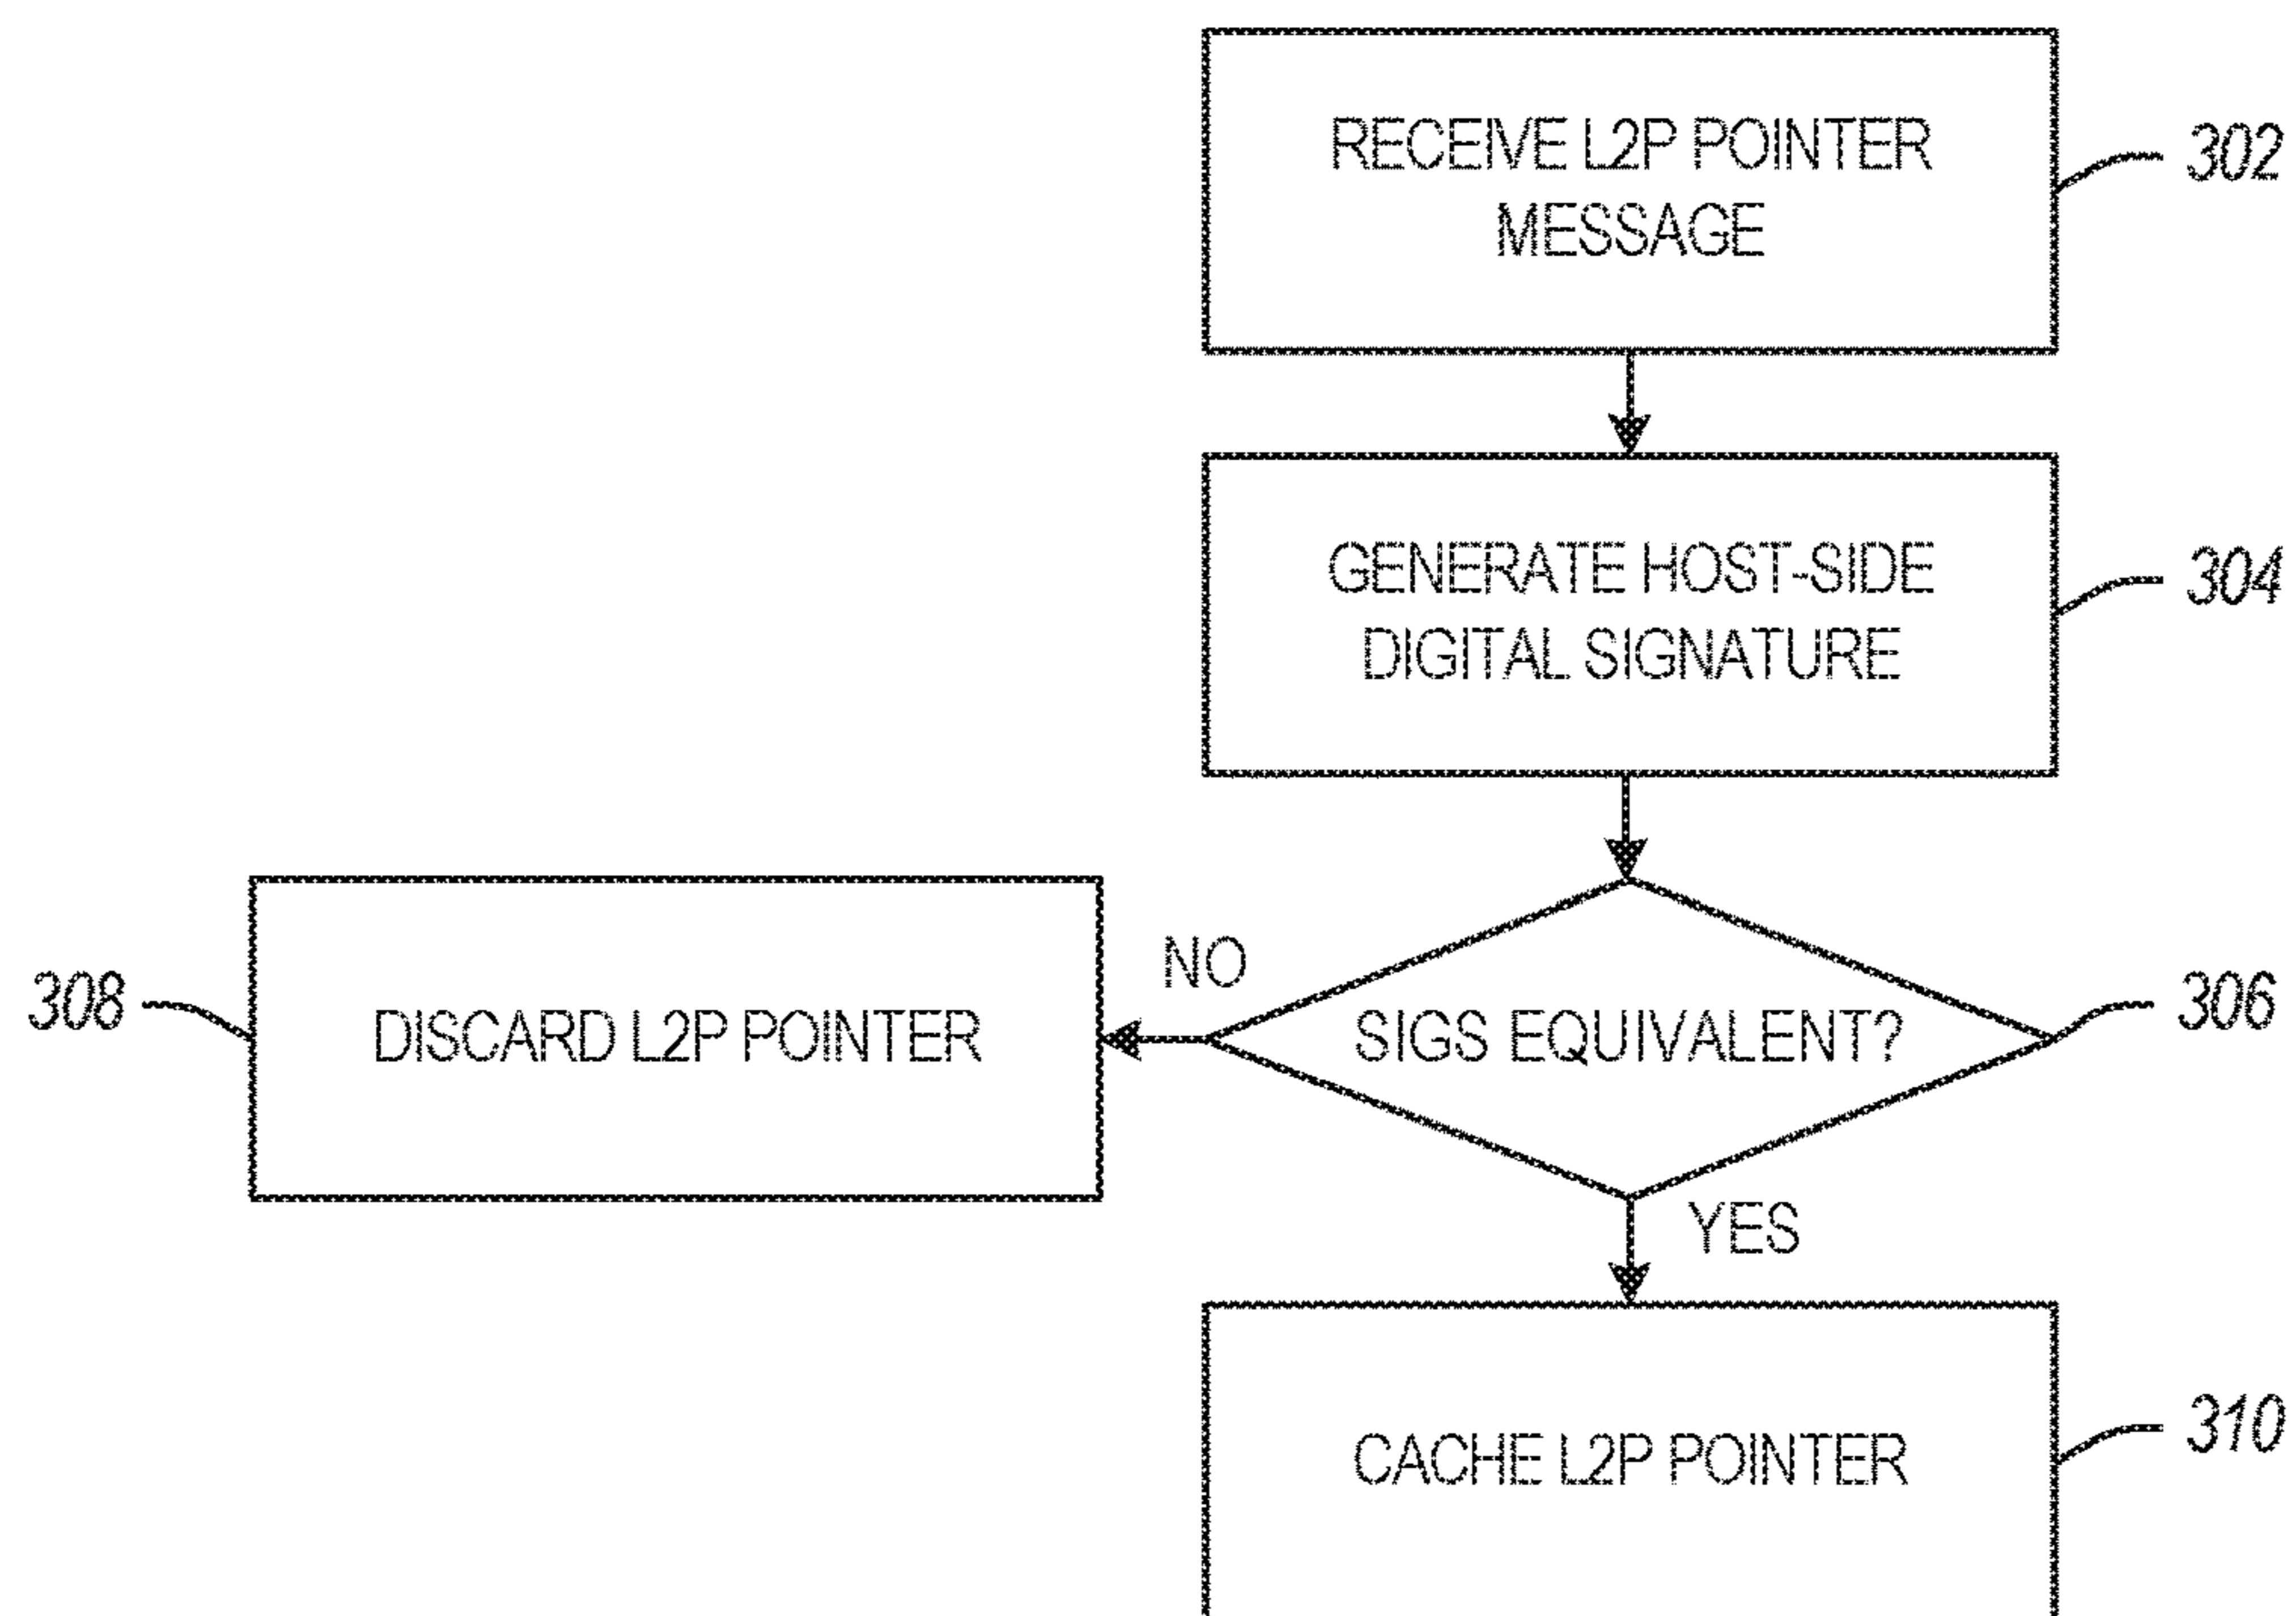 RECEIVE L2P POINTER
MESSAGE
302
GENERATE HOST-SIDE
DIGITAL SIGNATURE
304
NO
308
DISCARD L2P POINTER
SIGS EQUIVALENT?
306
YES
CACHE L2P POINTER
310